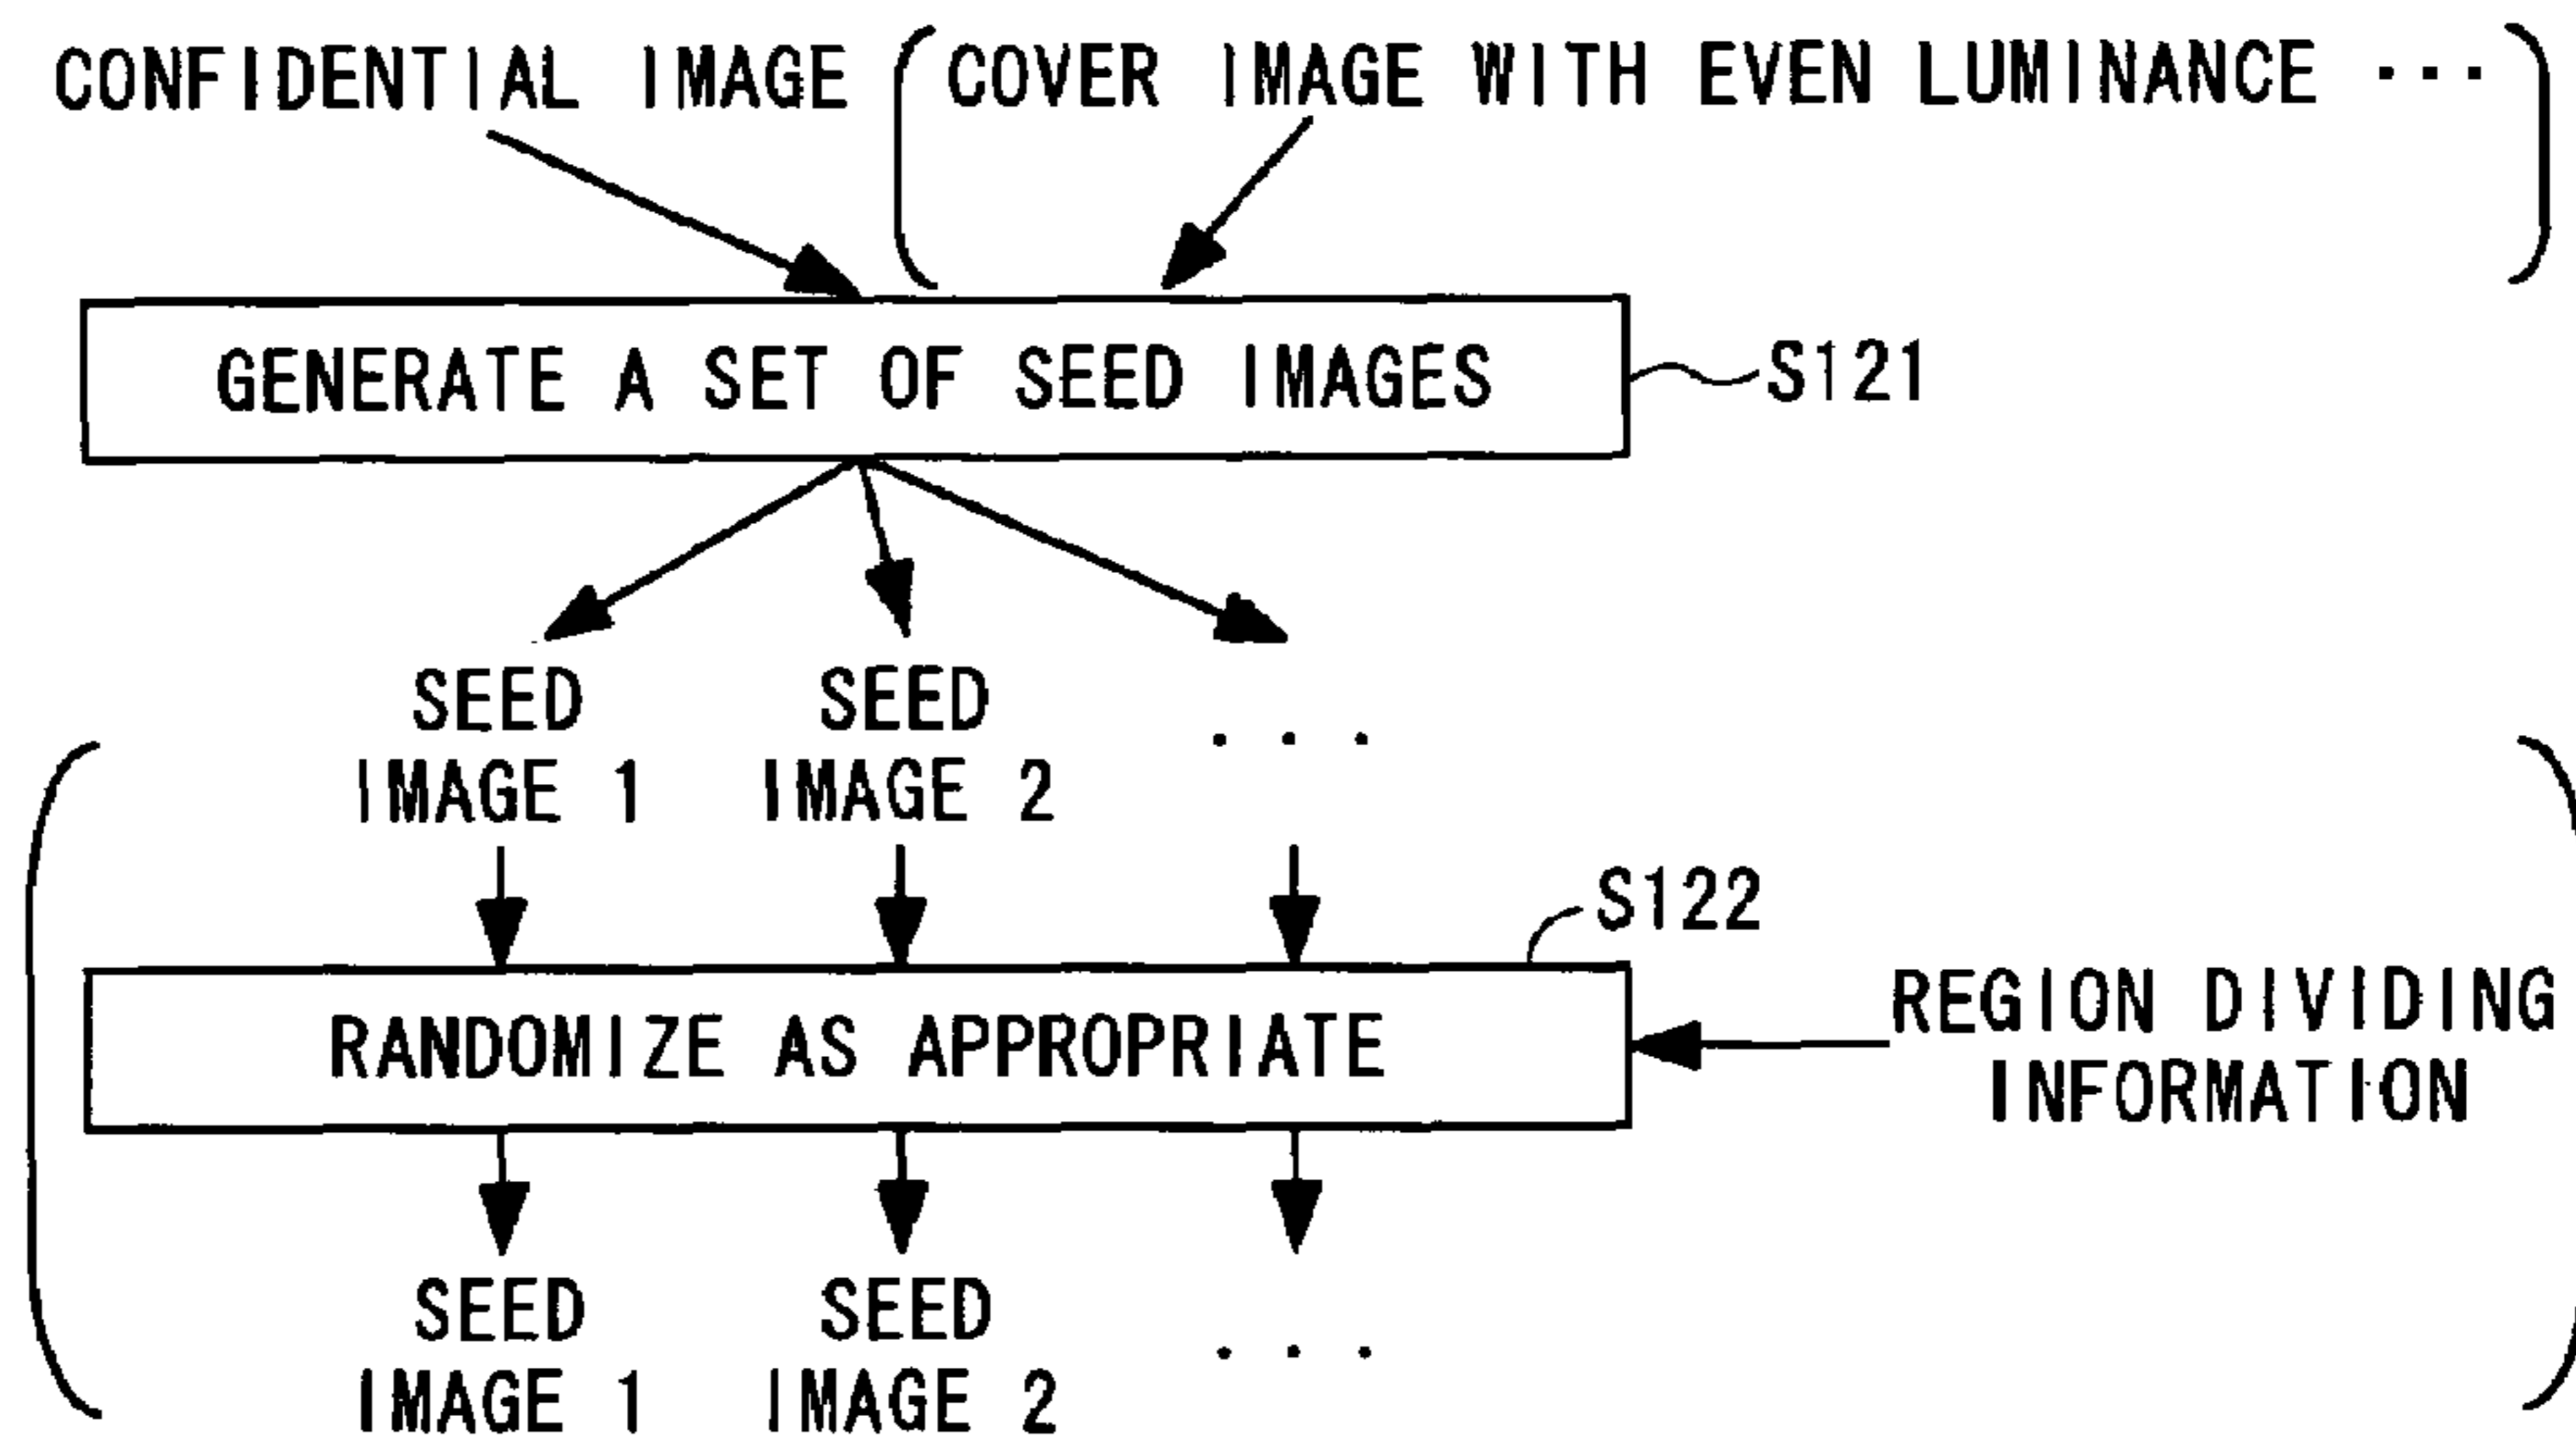 CONFIDENTIAL IMAGE (COVER IMAGE WITH EVEN LUMINANCE ...)
GENERATE A SET OF SEED IMAGES
S121
SEED IMAGE 1
SEED IMAGE 2
...
S122
RANDOMIZE AS APPROPRIATE
REGION DIVIDING
INFORMATION
SEED IMAGE 1
SEED IMAGE 2
...